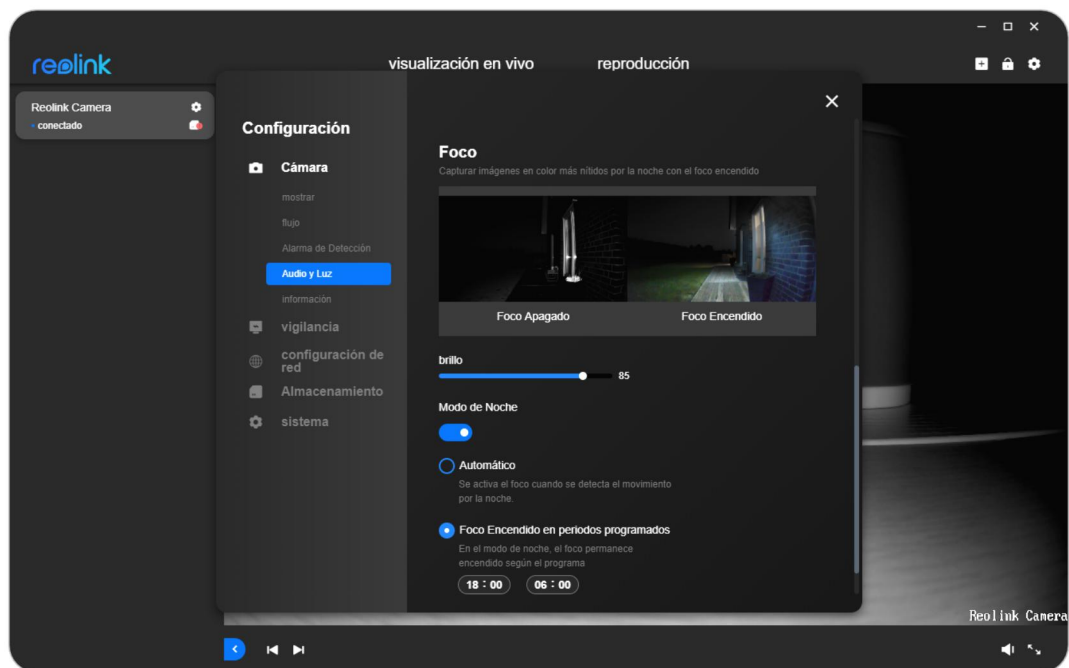 reolink
visualización en vivo
reproducción
Reolink Camera
conectado
Configuración
Cámara
mostrar
flujo
Alarma de Detección
Audio y Luz
información
vigilancia
configuración de
red
Almacenamiento
sistema
Foco
Capturar imágenes en color más nítidos por la noche con el foco encendido
Foco Apagado
Foco Encendido
brillo
85
Modo de Noche
Automático
Se activa el foco cuando se detecta el movimiento
por la noche.
Foco Encendido en periodos programados
En el modo de noche, el foco permanece
encendido según el programa
18 : 00
06 : 00
Reolink Camera